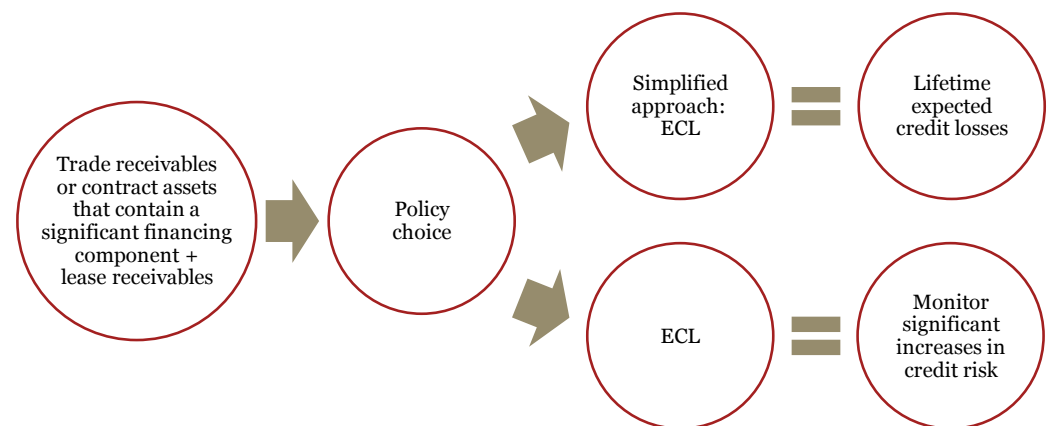 Trade receivables
or contract assets
that contain a
significant financing
component +
lease receivables
Policy
choice
Simplified
approach:
ECL
Lifetime
expected
credit losses
ECL
Monitor
significant
increases in
credit risk